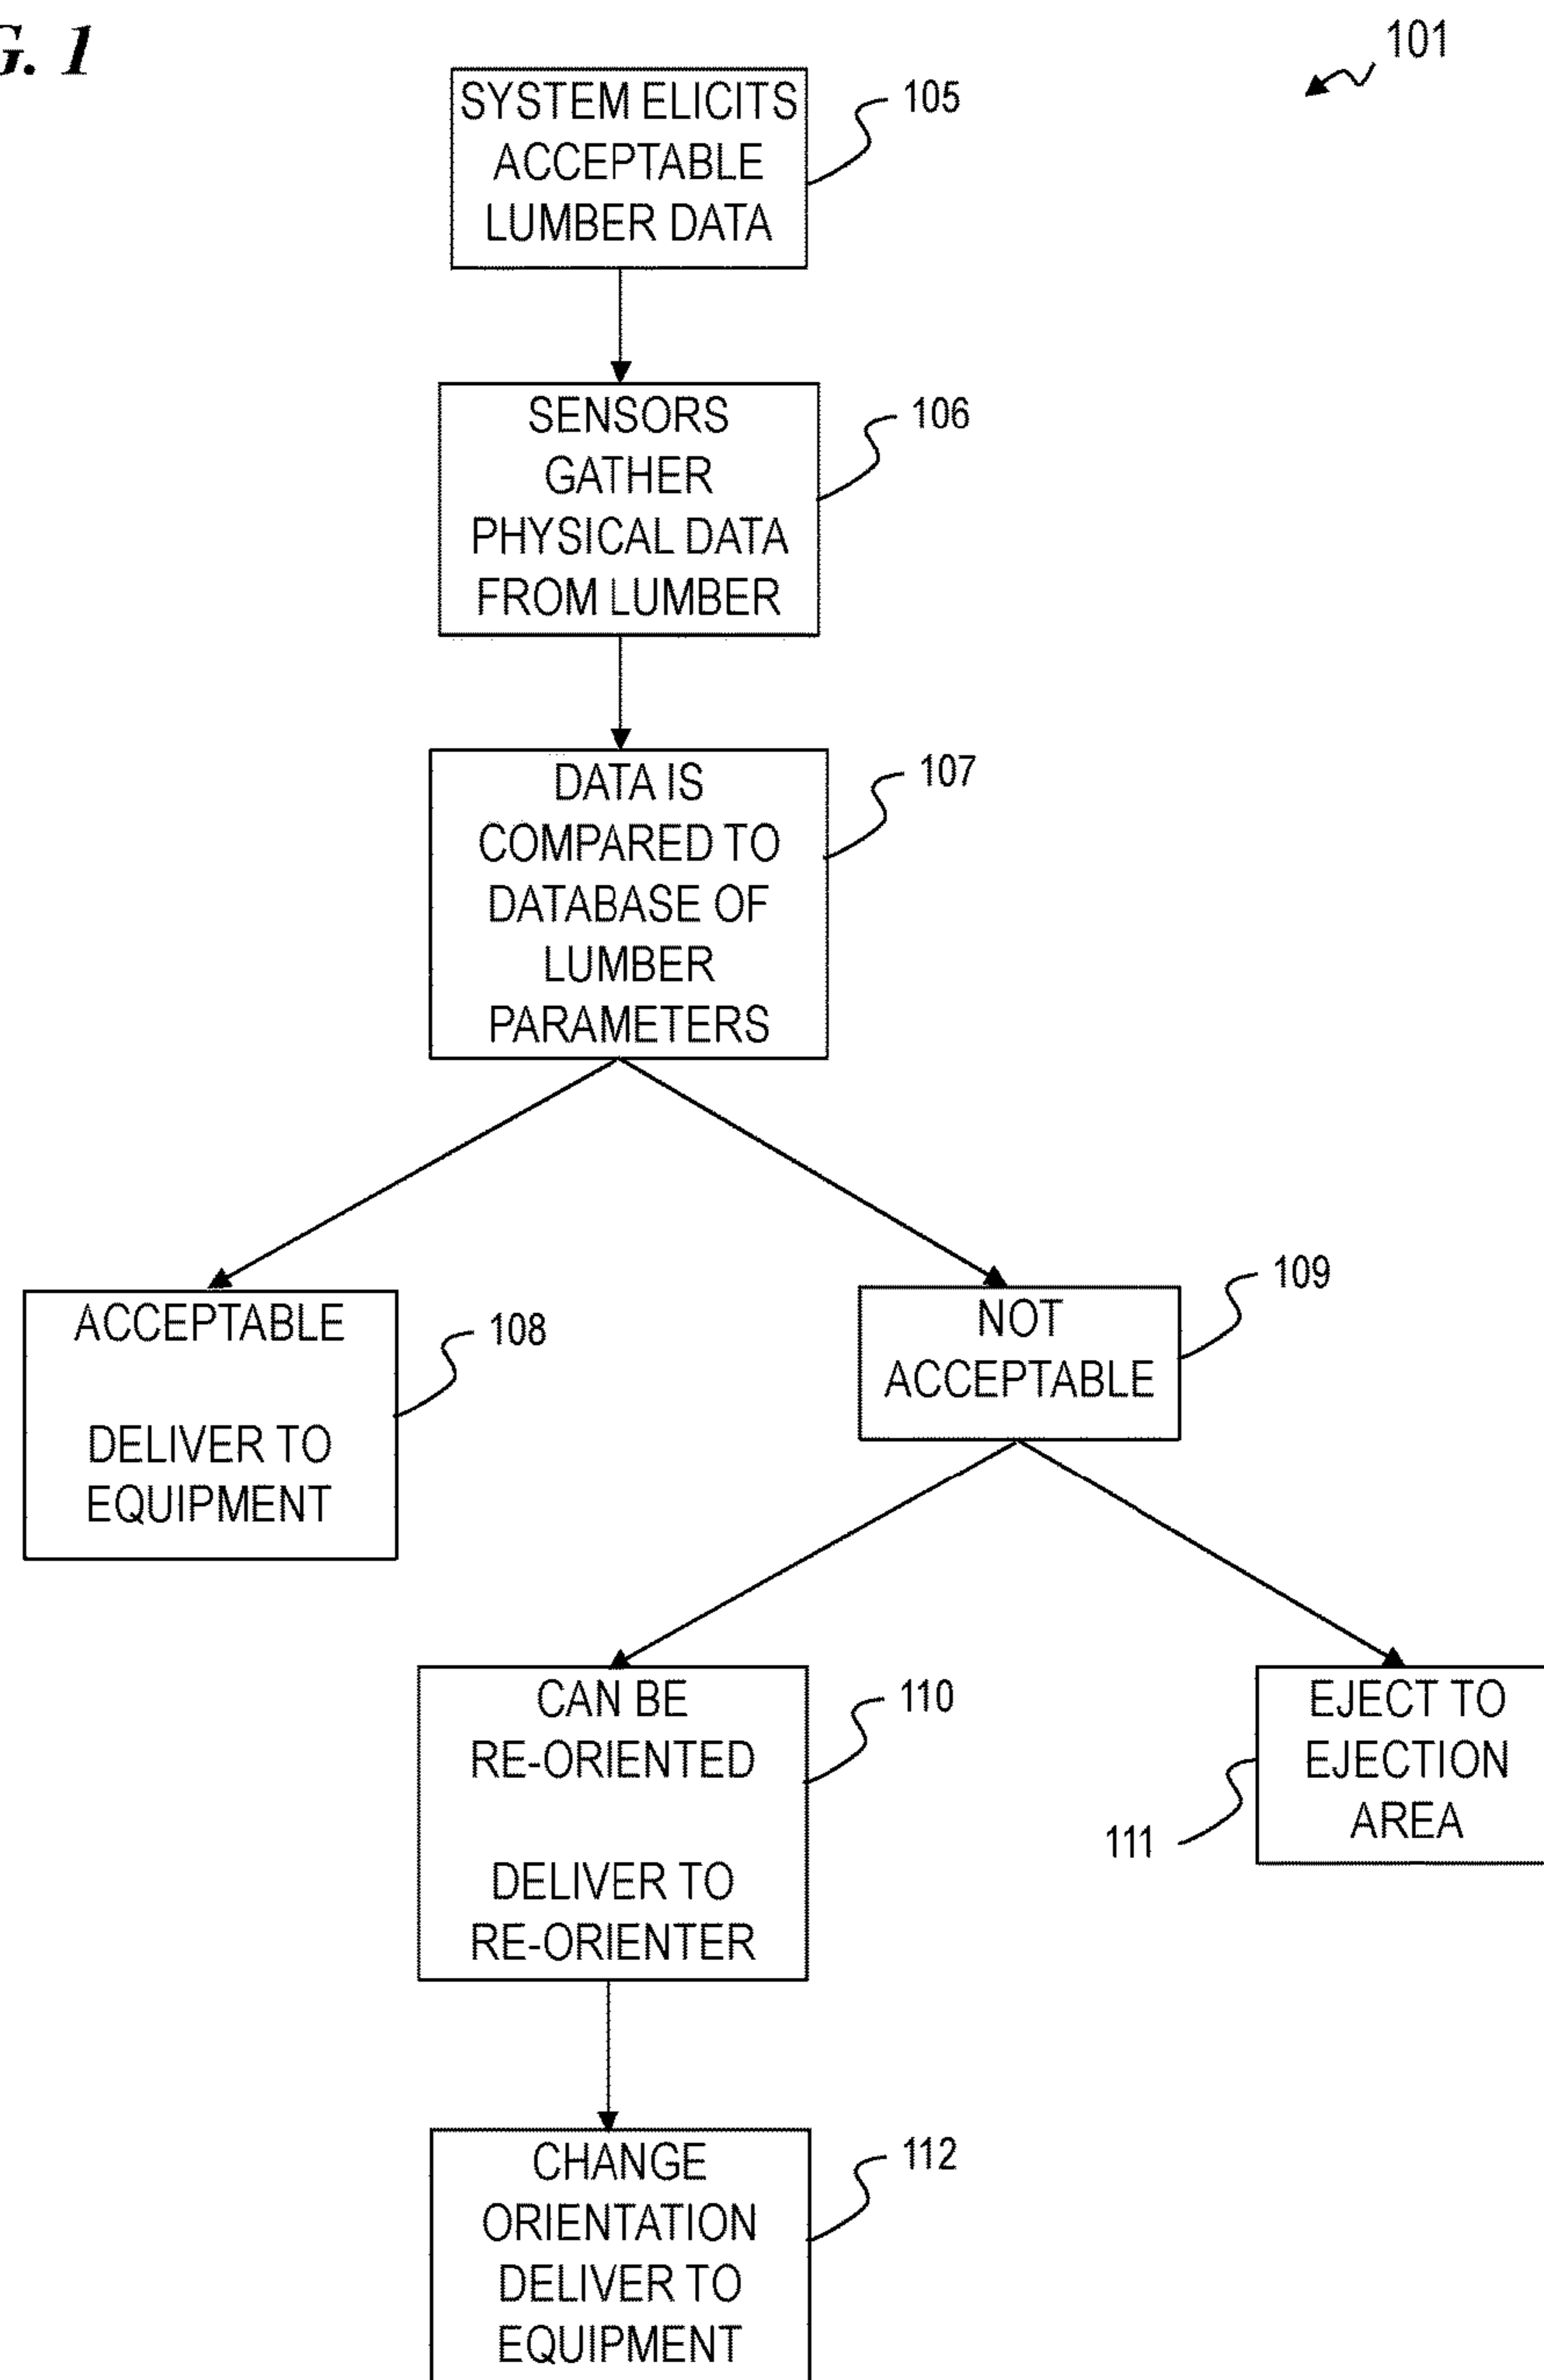 G. 1
101
SYSTEM ELICITS
ACCEPTABLE
LUMBER DATA
105
SENSORS
GATHER
PHYSICAL DATA
FROM LUMBER
106
DATA IS
COMPARED TO
DATABASE OF
LUMBER
PARAMETERS
107
ACCEPTABLE
DELIVER TO
EQUIPMENT
108
NOT
ACCEPTABLE
109
CAN BE
RE-ORIENTED
DELIVER TO
RE-ORIENTER
110
EJECT TO
EJECTION
AREA
111
CHANGE
ORIENTATION
DELIVER TO
EQUIPMENT
112